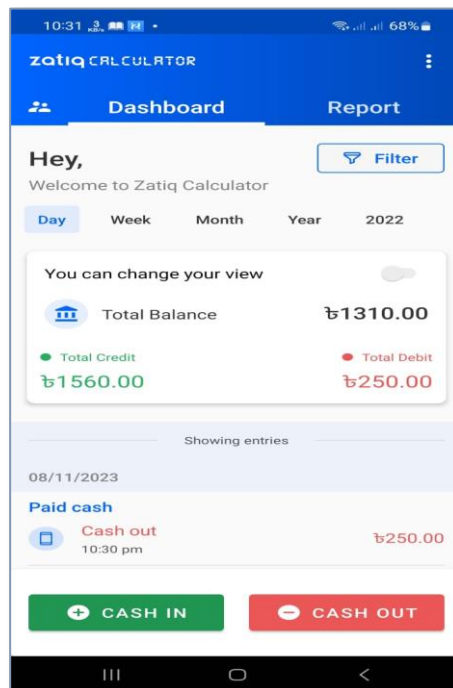 10:31 3 KB/s N • 68%
zatiq CALCULATOR
Dashboard Report
Hey, Filter
Welcome to Zatiq Calculator
Day Week Month Year 2022
You can change your view
Total Balance ৳1310.00
Total Credit Total Debit
৳1560.00 ৳250.00
Showing entries
08/11/2023
Paid cash
Cash out ৳250.00
10:30 pm
CASH IN CASH OUT